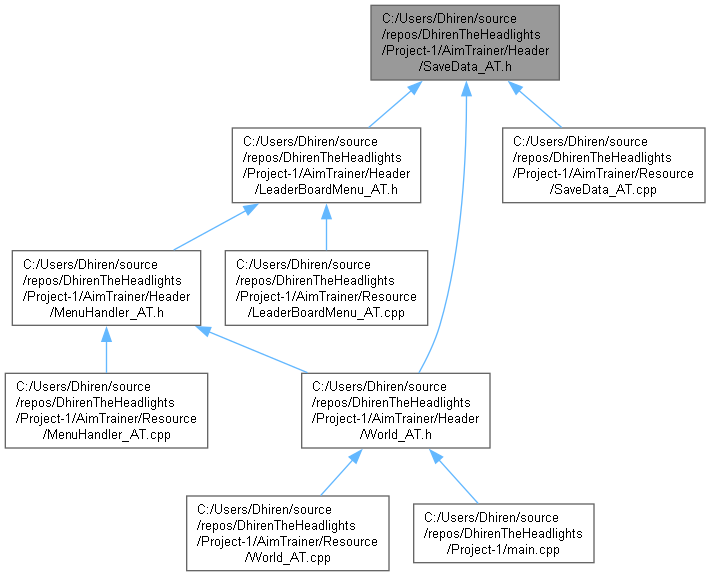 C:/Users/Dhiren/source
/repos/DhirenTheHeadlights
/Project-1/AimTrainer/Header
/SaveData_AT.h
C:/Users/Dhiren/source
/repos/DhirenTheHeadlights
/Project-1/AimTrainer/Header
/LeaderBoardMenu_AT.h
C:/Users/Dhiren/source
/repos/DhirenTheHeadlights
/Project-1/AimTrainer/Resource
/SaveData_AT.cpp
C:/Users/Dhiren/source
/repos/DhirenTheHeadlights
/Project-1/AimTrainer/Header
/MenuHandler_AT.h
C:/Users/Dhiren/source
/repos/DhirenTheHeadlights
/Project-1/AimTrainer/Resource
/LeaderBoardMenu_AT.cpp
C:/Users/Dhiren/source
/repos/DhirenTheHeadlights
/Project-1/AimTrainer/Resource
/MenuHandler_AT.cpp
C:/Users/Dhiren/source
/repos/DhirenTheHeadlights
/Project-1/AimTrainer/Header
/World_AT.h
C:/Users/Dhiren/source
/repos/DhirenTheHeadlights
/Project-1/AimTrainer/Resource
/World_AT.cpp
C:/Users/Dhiren/source
/repos/DhirenTheHeadlights
/Project-1/main.cpp